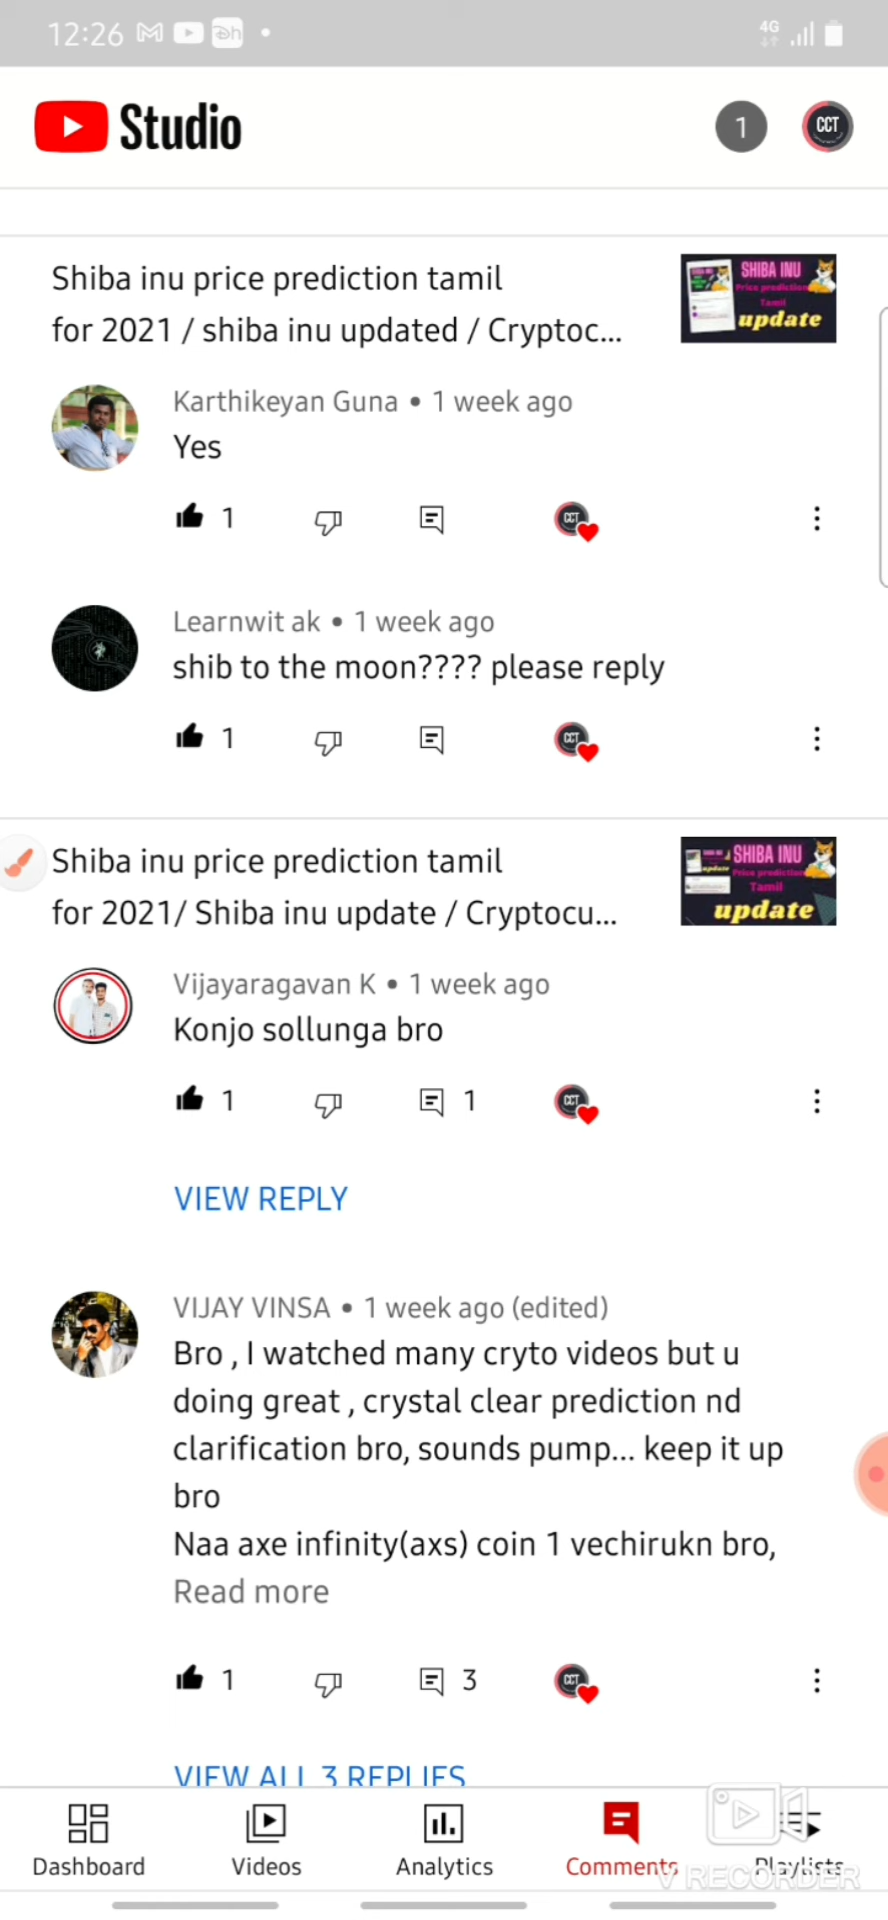 12:26
4G
Studio
1
CCT
Shiba inu price prediction tamil
for 2021 / shiba inu updated / Cryptoc...
SHIBA INU
Price prediction
Tamil
update
Karthikeyan Guna • 1 week ago
Yes
1
CCT
Learnwit ak • 1 week ago
shib to the moon???? please reply
1
CCT
Shiba inu price prediction tamil
for 2021/ Shiba inu update / Cryptocu...
SHIBA INU
Price prediction
Tamil
update
Vijayaragavan K • 1 week ago
Konjo sollunga bro
1
1
CCT
VIEW REPLY
VIJAY VINSA • 1 week ago (edited)
Bro , I watched many cryto videos but u
doing great , crystal clear prediction nd
clarification bro, sounds pump... keep it up
bro
Naa axe infinity(axs) coin 1 vechirukn bro,
Read more
1
3
CCT
VIEW ALL 3 REPLIES
Dashboard
Videos
Analytics
Comments
Playlists
V RECORDER